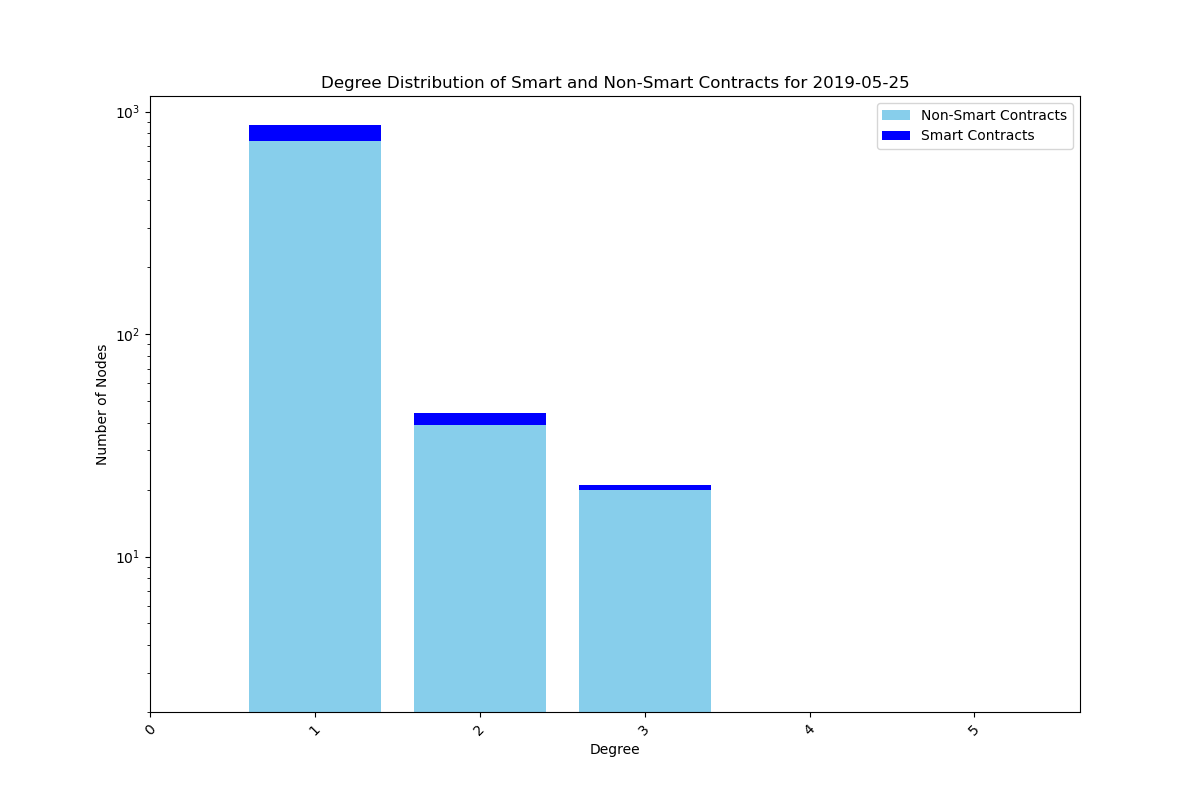 Degree Distribution of Smart and Non-Smart Contracts for 2019-05-25
Non-Smart Contracts
Smart Contracts
10³
10²
10¹
Number of Nodes
0 1 2 3 4 5
Degree